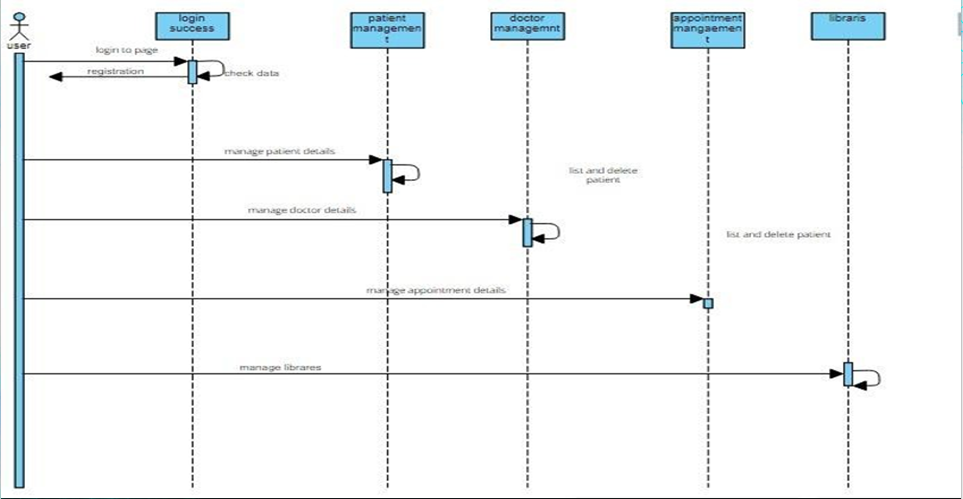 login
success
patient
managemen
t
doctor
managemnt
appointment
mangaemen
t
libraris
user
login to page
registration
check data
manage patient details
list and delete
patient
manage doctor details
list and delete patient
manage appointment details
manage librares